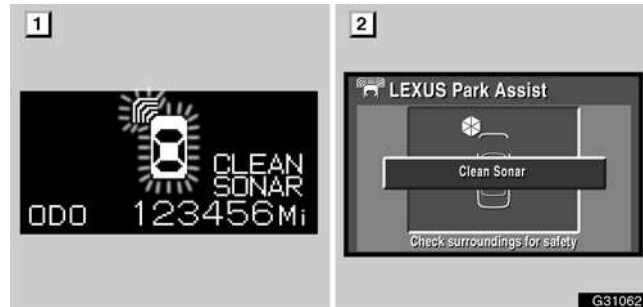 1
CLEAN
SONAR
ODO 123456Mi
2
LEXUS Park Assist
Clean Sonar
Check surroundings for safety
G31062